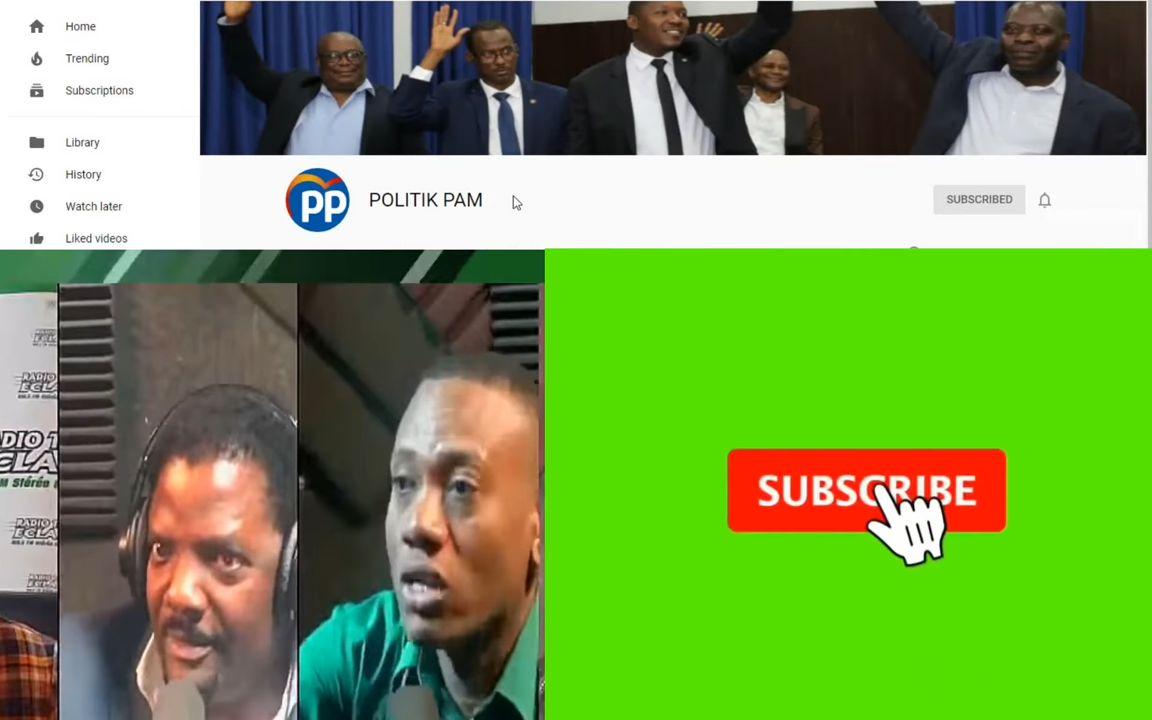 Home
Trending
Subscriptions
Library
History
Watch later
Liked videos
pp
POLITIK PAM
SUBSCRIBED
SUBSCRIBE